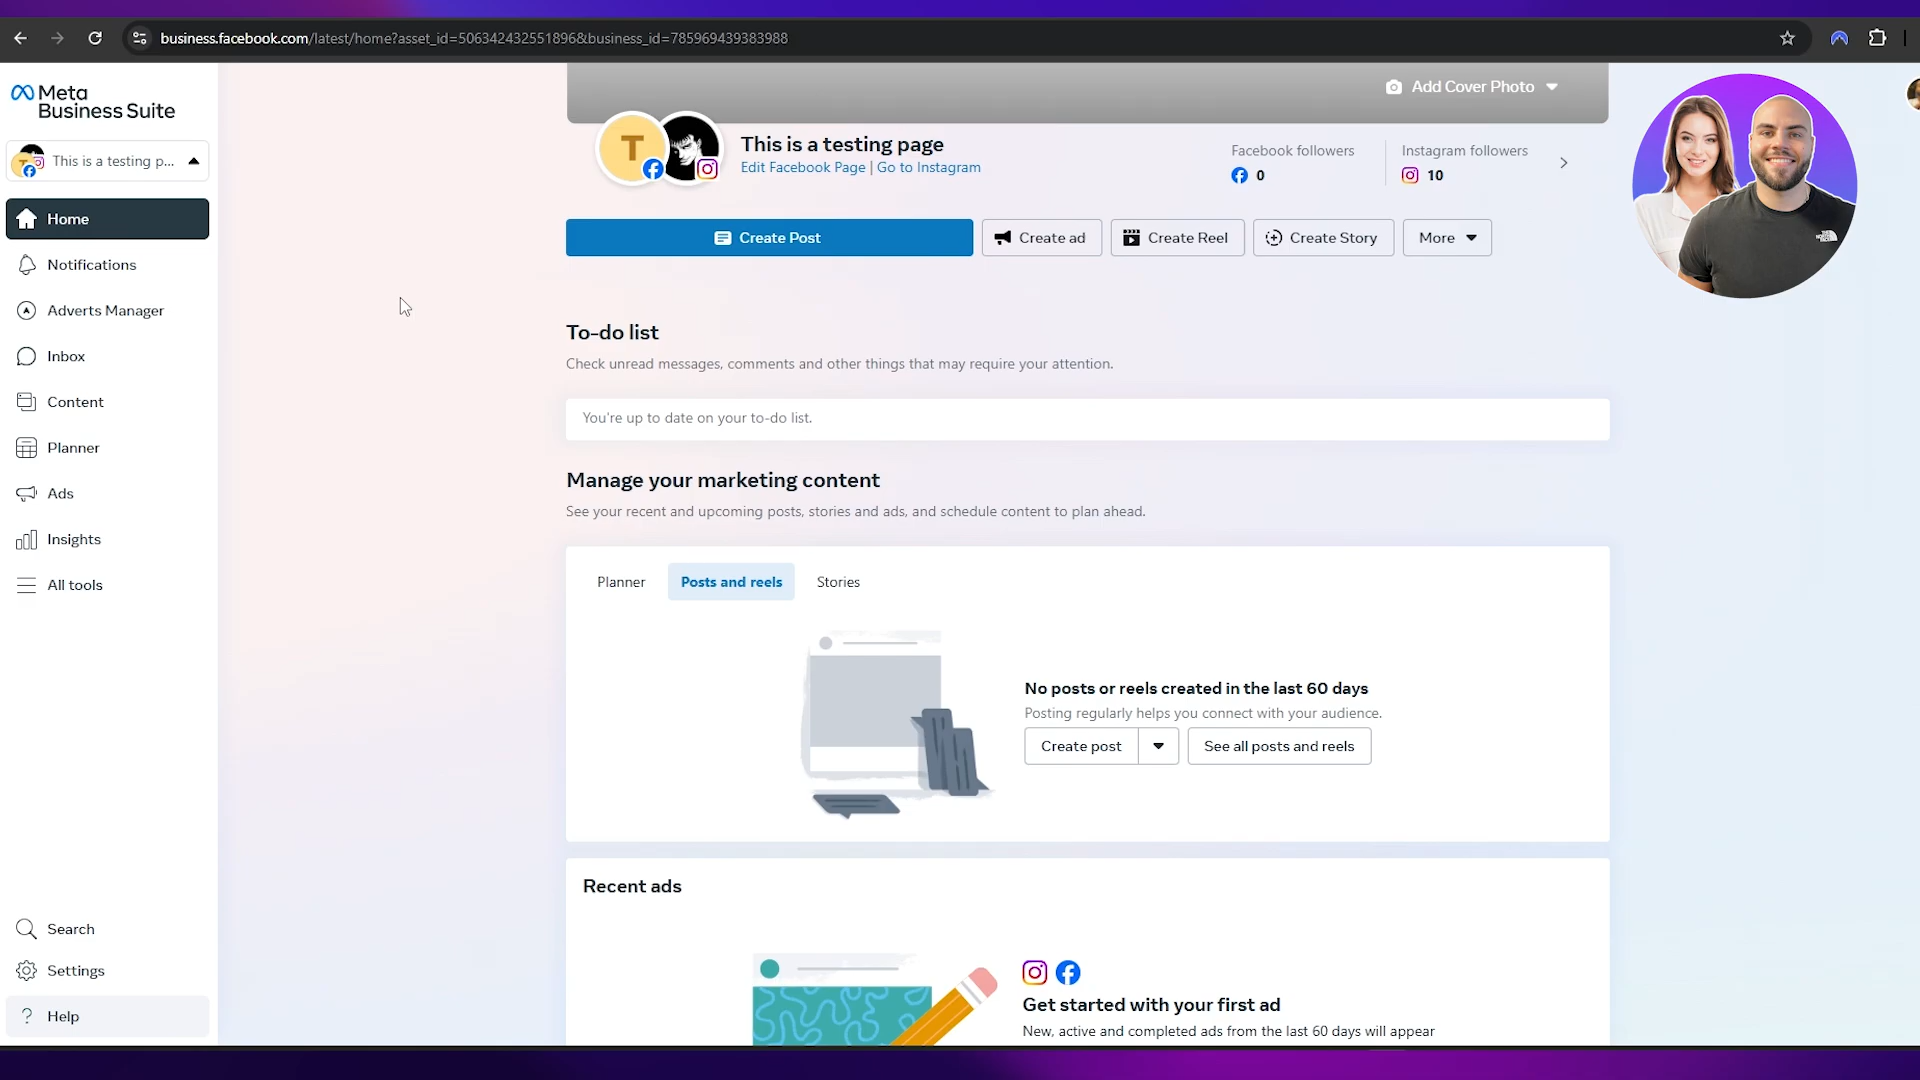 business.facebook.com/latest/home?asset_id=506342432551896&business_id=785969439383988
Meta
Business Suite
This is a testing p...
Home
Notifications
Adverts Manager
Inbox
Content
Planner
Ads
Insights
All tools
Search
Settings
? Help
Add Cover Photo
T
This is a testing page
Edit Facebook Page | Go to Instagram
Facebook followers
0
Instagram followers
10
Create Post
Create ad
Create Reel
Create Story
More
To-do list
Check unread messages, comments and other things that may require your attention.
You're up to date on your to-do list.
Manage your marketing content
See your recent and upcoming posts, stories and ads, and schedule content to plan ahead.
Planner
Posts and reels
Stories
No posts or reels created in the last 60 days
Posting regularly helps you connect with your audience.
Create post
See all posts and reels
Recent ads
Get started with your first ad
New, active and completed ads from the last 60 days will appear